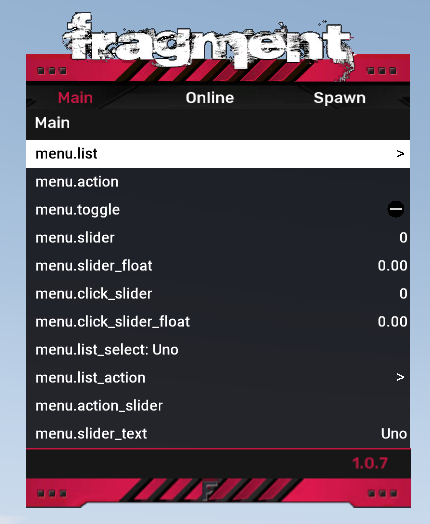 fragment
Main Online Spawn
Main
menu.list >
menu.action
menu.toggle
menu.slider 0
menu.slider_float 0.00
menu.click_slider 0
menu.click_slider_float 0.00
menu.list_select: Uno
menu.list_action >
menu.action_slider
menu.slider_text Uno
1.0.7
F